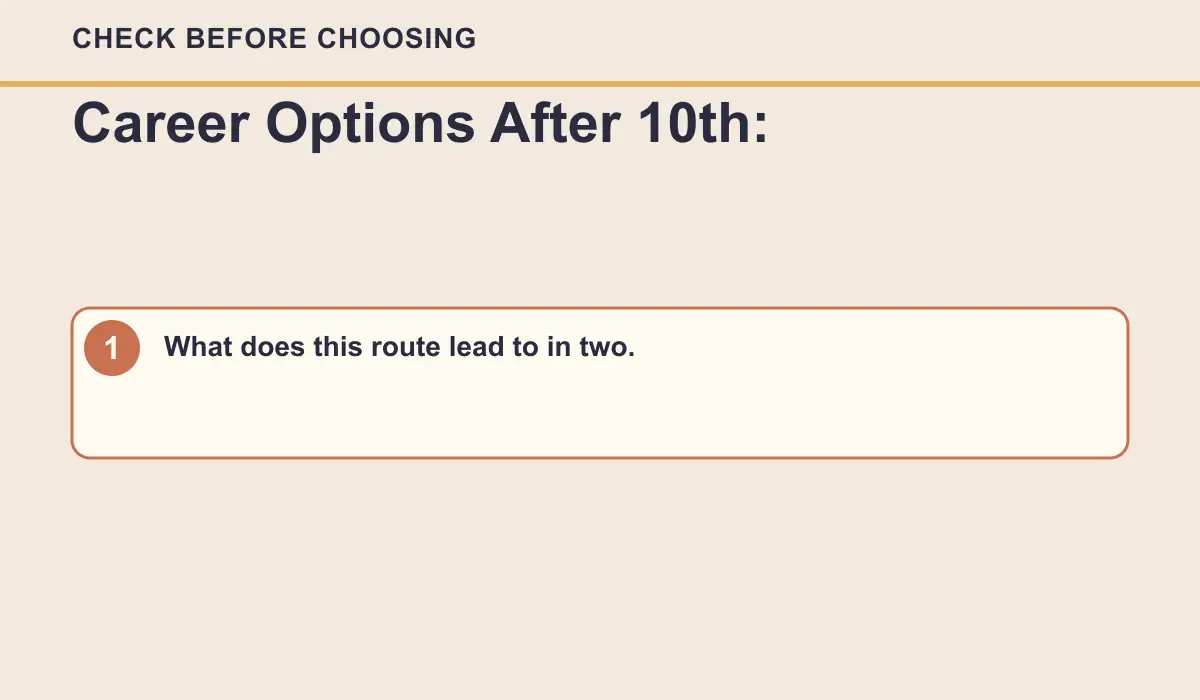 CHECK BEFORE CHOOSING
Career Options After 10th:
1 What does this route lead to in two.